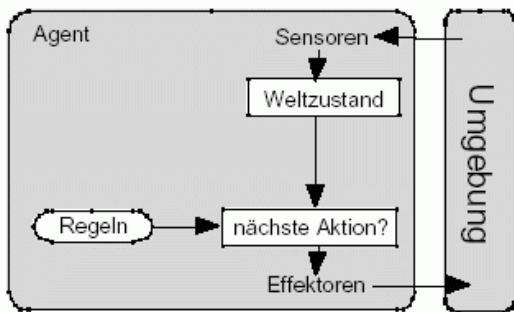 Agent
Sensoren
Weltzustand
Regeln
nächste Aktion?
Effektoren
Umgebung